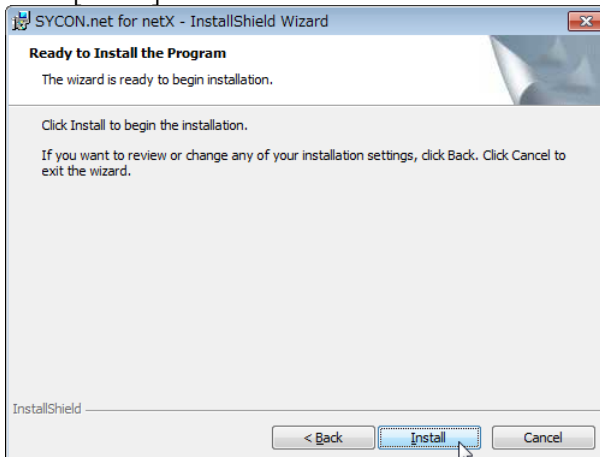 SYCON.net for netX - InstallShield Wizard
Ready to Install the Program
The wizard is ready to begin installation.
Click Install to begin the installation.
If you want to review or change any of your installation settings, click Back. Click Cancel to
exit the wizard.
InstallShield
< Back Install Cancel